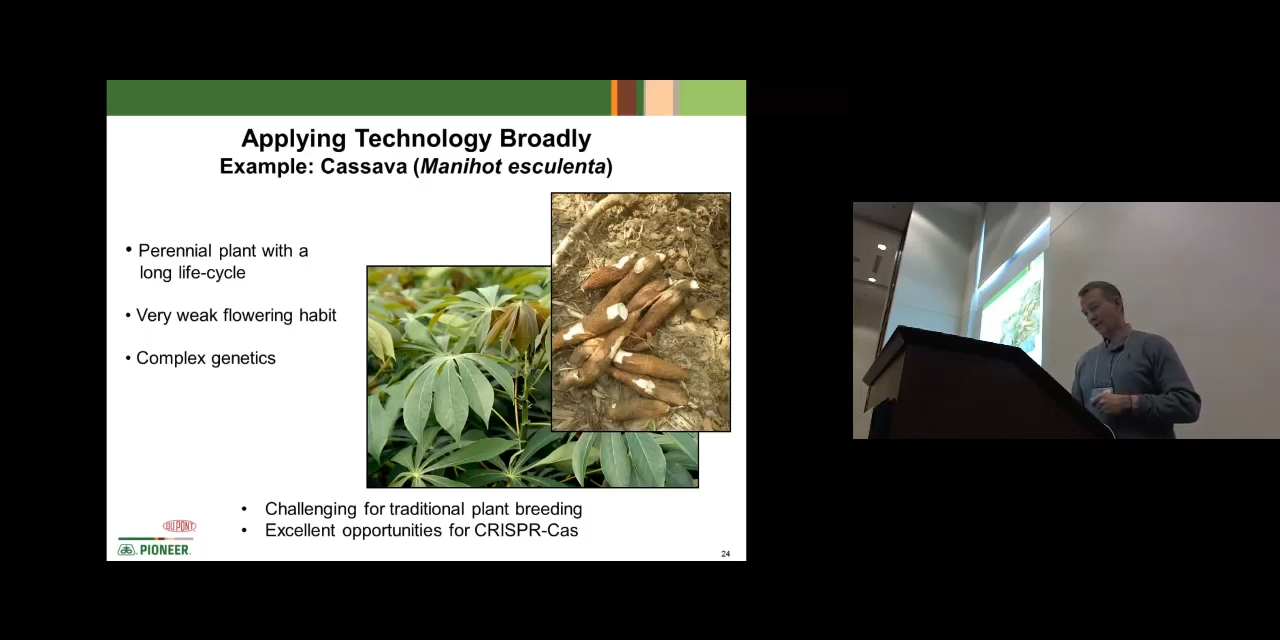 Applying Technology Broadly
Example: Cassava (Manihot esculenta)
• Perennial plant with a
long life-cycle
• Very weak flowering habit
• Complex genetics
• Challenging for traditional plant breeding
• Excellent opportunities for CRISPR-Cas
DUPONT
PIONEER.
24